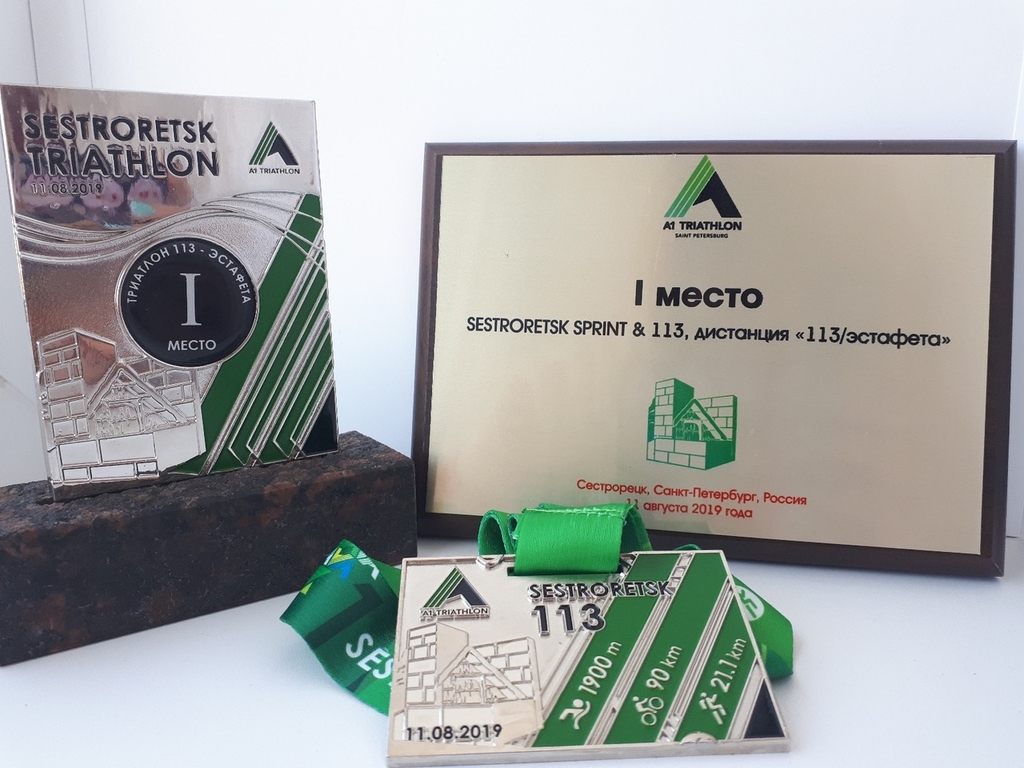 SESTRORETSK
TRIATHLON
11.08.2019
A1 TRIATHLON
ТРИАТЛОН 113 - ЭСТАФЕТА
I
МЕСТО
A1 TRIATHLON
SAINT PETERSBURG
I место
SESTRORETSK SPRINT & 113, дистанция «113/эстафета»
Сестрорецк, Санкт-Петербург, Россия
11 августа 2019 года
SES
A1 TRIATHLON
SESTRORETSK
113
1900 m
90 km
21.1 km
11.08.2019